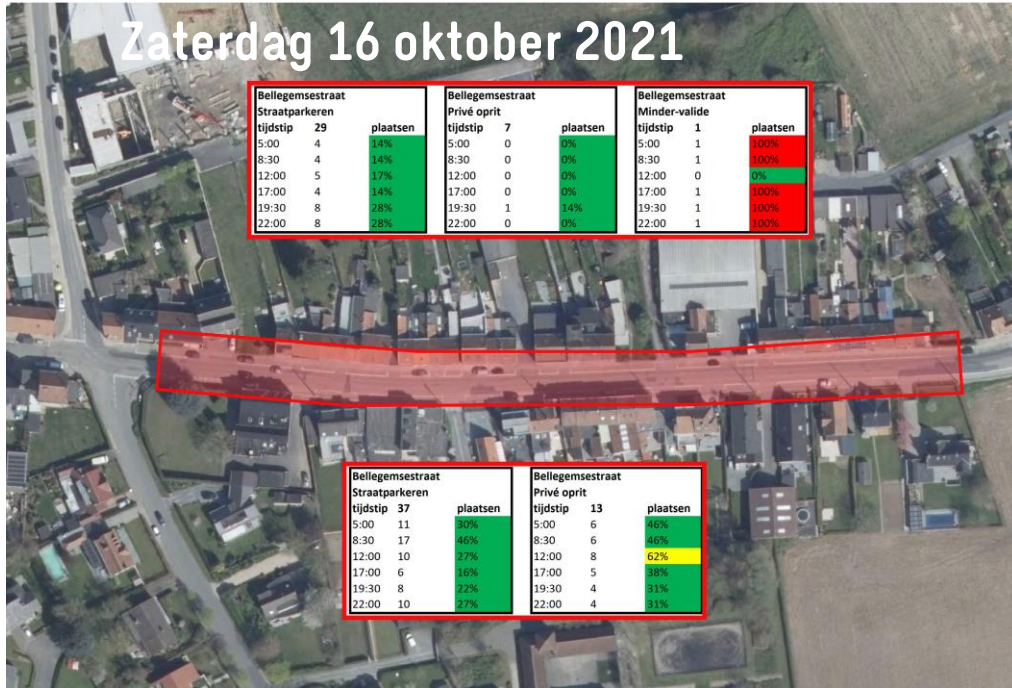 Zaterdag 16 oktober 2021
Bellegemsestraat
Straatparkeren
tijdstip 29 plaatsen
5:00 4 14%
8:30 4 14%
12:00 5 17%
17:00 4 14%
19:30 8 28%
22:00 8 28%
Bellegemsestraat
Privé oprit
tijdstip 7 plaatsen
5:00 0 0%
8:30 0 0%
12:00 0 0%
17:00 0 0%
19:30 1 14%
22:00 0 0%
Bellegemsestraat
Minder-valide
tijdstip 1 plaatsen
5:00 1 100%
8:30 1 100%
12:00 0 0%
17:00 1 100%
19:30 1 100%
22:00 1 100%
Bellegemsestraat
Straatparkeren
tijdstip 37 plaatsen
5:00 11 30%
8:30 17 46%
12:00 10 27%
17:00 6 16%
19:30 8 22%
22:00 10 27%
Bellegemsestraat
Privé oprit
tijdstip 13 plaatsen
5:00 6 46%
8:30 6 46%
12:00 8 62%
17:00 5 38%
19:30 4 31%
22:00 4 31%